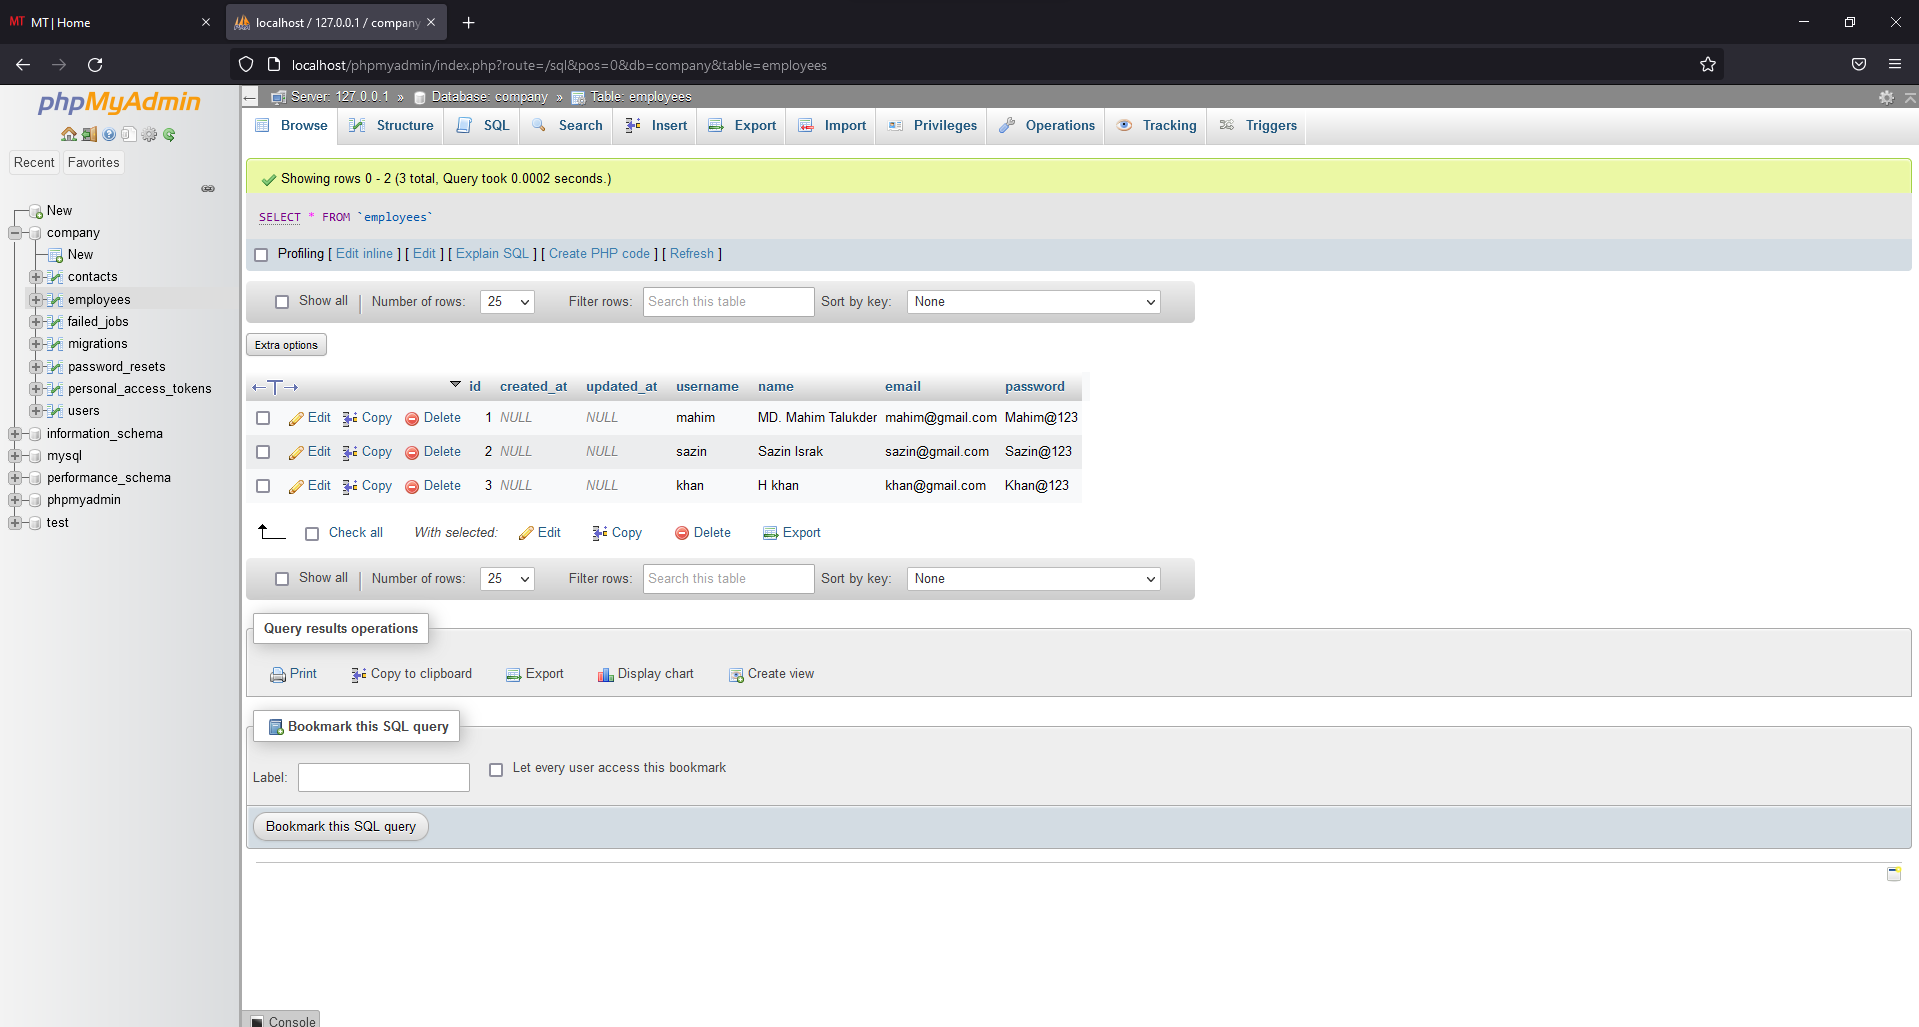 MT MT | Home
localhost / 127.0.0.1 / company
localhost/phpmyadmin/index.php?route=/sql&pos=0&db=company&table=employees
phpMyAdmin
Recent Favorites
New
company
New
contacts
employees
failed_jobs
migrations
password_resets
personal_access_tokens
users
information_schema
mysql
performance_schema
phpmyadmin
test
Server: 127.0.0.1 » Database: company » Table: employees
Browse Structure SQL Search Insert Export Import Privileges Operations Tracking Triggers
Showing rows 0 - 2 (3 total, Query took 0.0002 seconds.)
SELECT * FROM `employees`
Profiling [ Edit inline ] [ Edit ] [ Explain SQL ] [ Create PHP code ] [ Refresh ]
Show all | Number of rows: 25 Filter rows: Search this table Sort by key: None
Extra options
←T→ id created_at updated_at username name email password
Edit Copy Delete 1 NULL NULL mahim MD. Mahim Talukder mahim@gmail.com Mahim@123
Edit Copy Delete 2 NULL NULL sazin Sazin Israk sazin@gmail.com Sazin@123
Edit Copy Delete 3 NULL NULL khan H khan khan@gmail.com Khan@123
Check all With selected: Edit Copy Delete Export
Show all | Number of rows: 25 Filter rows: Search this table Sort by key: None
Query results operations
Print Copy to clipboard Export Display chart Create view
Bookmark this SQL query
Label: Let every user access this bookmark
Bookmark this SQL query
Console